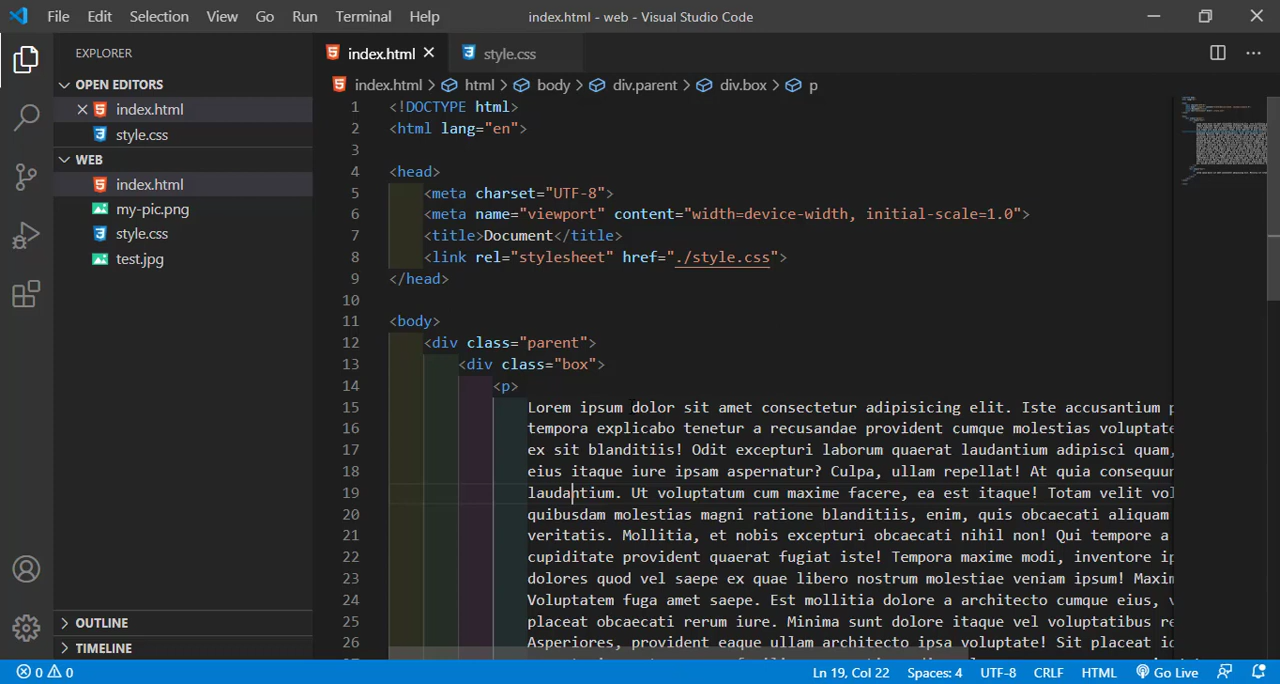 File Edit Selection View Go Run Terminal Help index.html - web - Visual Studio Code
EXPLORER
OPEN EDITORS
index.html
style.css
WEB
index.html
my-pic.png
style.css
test.jpg
OUTLINE
TIMELINE
index.html style.css
index.html > html > body > div.parent > div.box > p
1 <!DOCTYPE html>
2 <html lang="en">
3
4 <head>
5 <meta charset="UTF-8">
6 <meta name="viewport" content="width=device-width, initial-scale=1.0">
7 <title>Document</title>
8 <link rel="stylesheet" href="./style.css">
9 </head>
10
11 <body>
12 <div class="parent">
13 <div class="box">
14 <p>
15 Lorem ipsum dolor sit amet consectetur adipisicing elit. Iste accusantium p
16 tempora explicabo tenetur a recusandae provident cumque molestias voluptate
17 ex sit blanditiis! Odit excepturi laborum quaerat laudantium adipisci quam,
18 eius itaque iure ipsam aspernatur? Culpa, ullam repellat! At quia consequun
19 laudantium. Ut voluptatum cum maxime facere, ea est itaque! Totam velit vol
20 quibusdam molestias magni ratione blanditiis, enim, quis obcaecati aliquam
21 veritatis. Mollitia, et nobis excepturi obcaecati nihil non! Qui tempore a
22 cupiditate provident quaerat fugiat iste! Tempora maxime modi, inventore ip
23 dolores quod vel saepe ex quae libero nostrum molestiae veniam ipsum! Maxim
24 Voluptatem fuga amet saepe. Est mollitia dolore a architecto cumque eius, v
25 placeat obcaecati rerum iure. Minima sunt dolore itaque vel voluptatibus re
26 Asperiores, provident eaque ullam architecto ipsa voluptate! Sit placeat id
0 0 Ln 19, Col 22 Spaces: 4 UTF-8 CRLF HTML Go Live